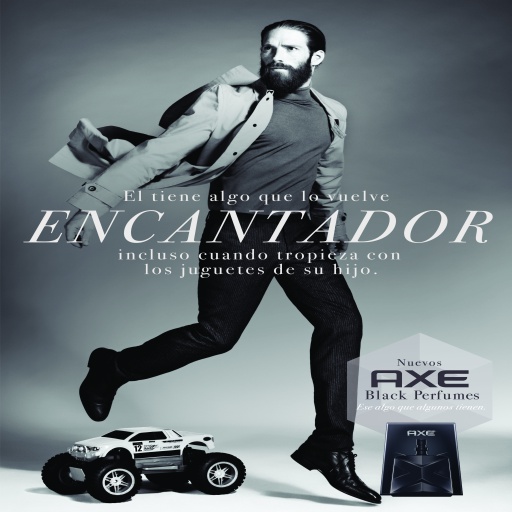 El tiene algo que lo vuelve
ENCANTADOR
incluso cuando tropieza con
los juguetes de su hijo.
Nuevos
AXE
Black Perfumes
Ese algo que algunos tienen.
AXE
12